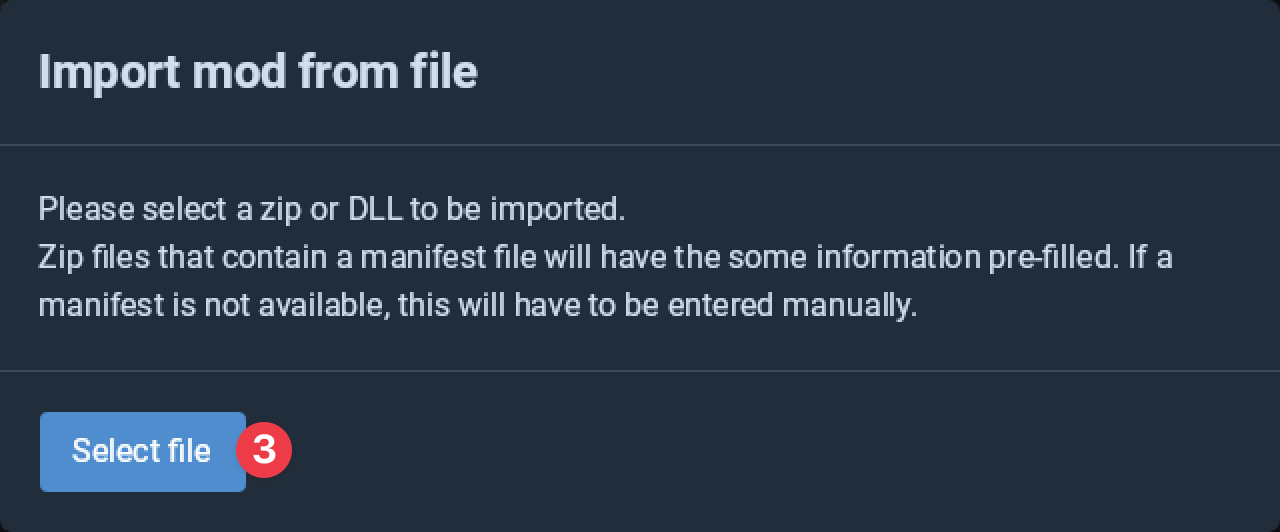 Import mod from file
Please select a zip or DLL to be imported.
Zip files that contain a manifest file will have the some information pre-filled. If a
manifest is not available, this will have to be entered manually.
Select file 3